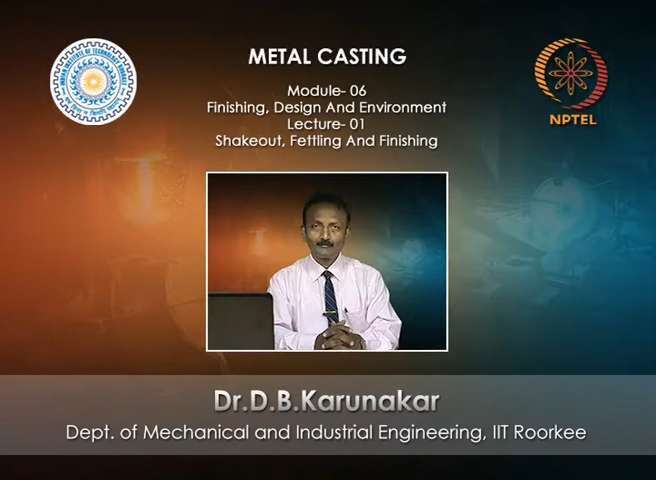 METAL CASTING
Module- 06
Finishing, Design And Environment
Lecture- 01
Shakeout, Fettling And Finishing
NPTEL
Dr.D.B.Karunakar
Dept. of Mechanical and Industrial Engineering, IIT Roorkee